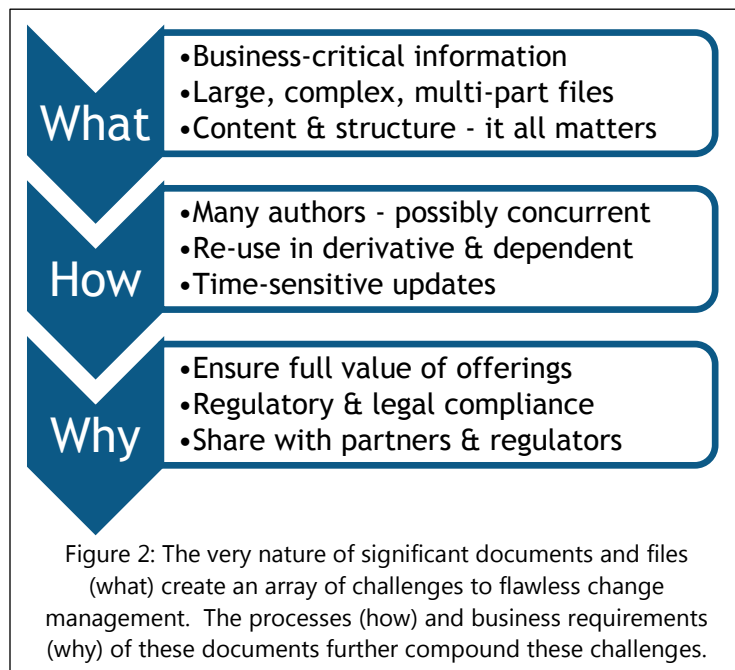 What
•Business-critical information
•Large, complex, multi-part files
•Content & structure - it all matters
How
•Many authors - possibly concurrent
•Re-use in derivative & dependent
•Time-sensitive updates
Why
•Ensure full value of offerings
•Regulatory & legal compliance
•Share with partners & regulators
Figure 2: The very nature of significant documents and files
(what) create an array of challenges to flawless change
management.  The processes (how) and business requirements
(why) of these documents further compound these challenges.